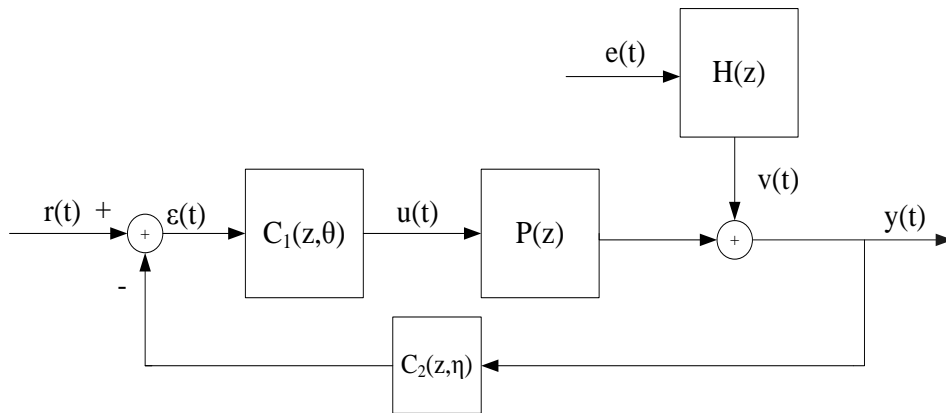 e(t)
H(z)
v(t)
r(t) +
ε(t)
C₁(z,θ)
u(t)
P(z)
y(t)
+
+
-
C₂(z,η)